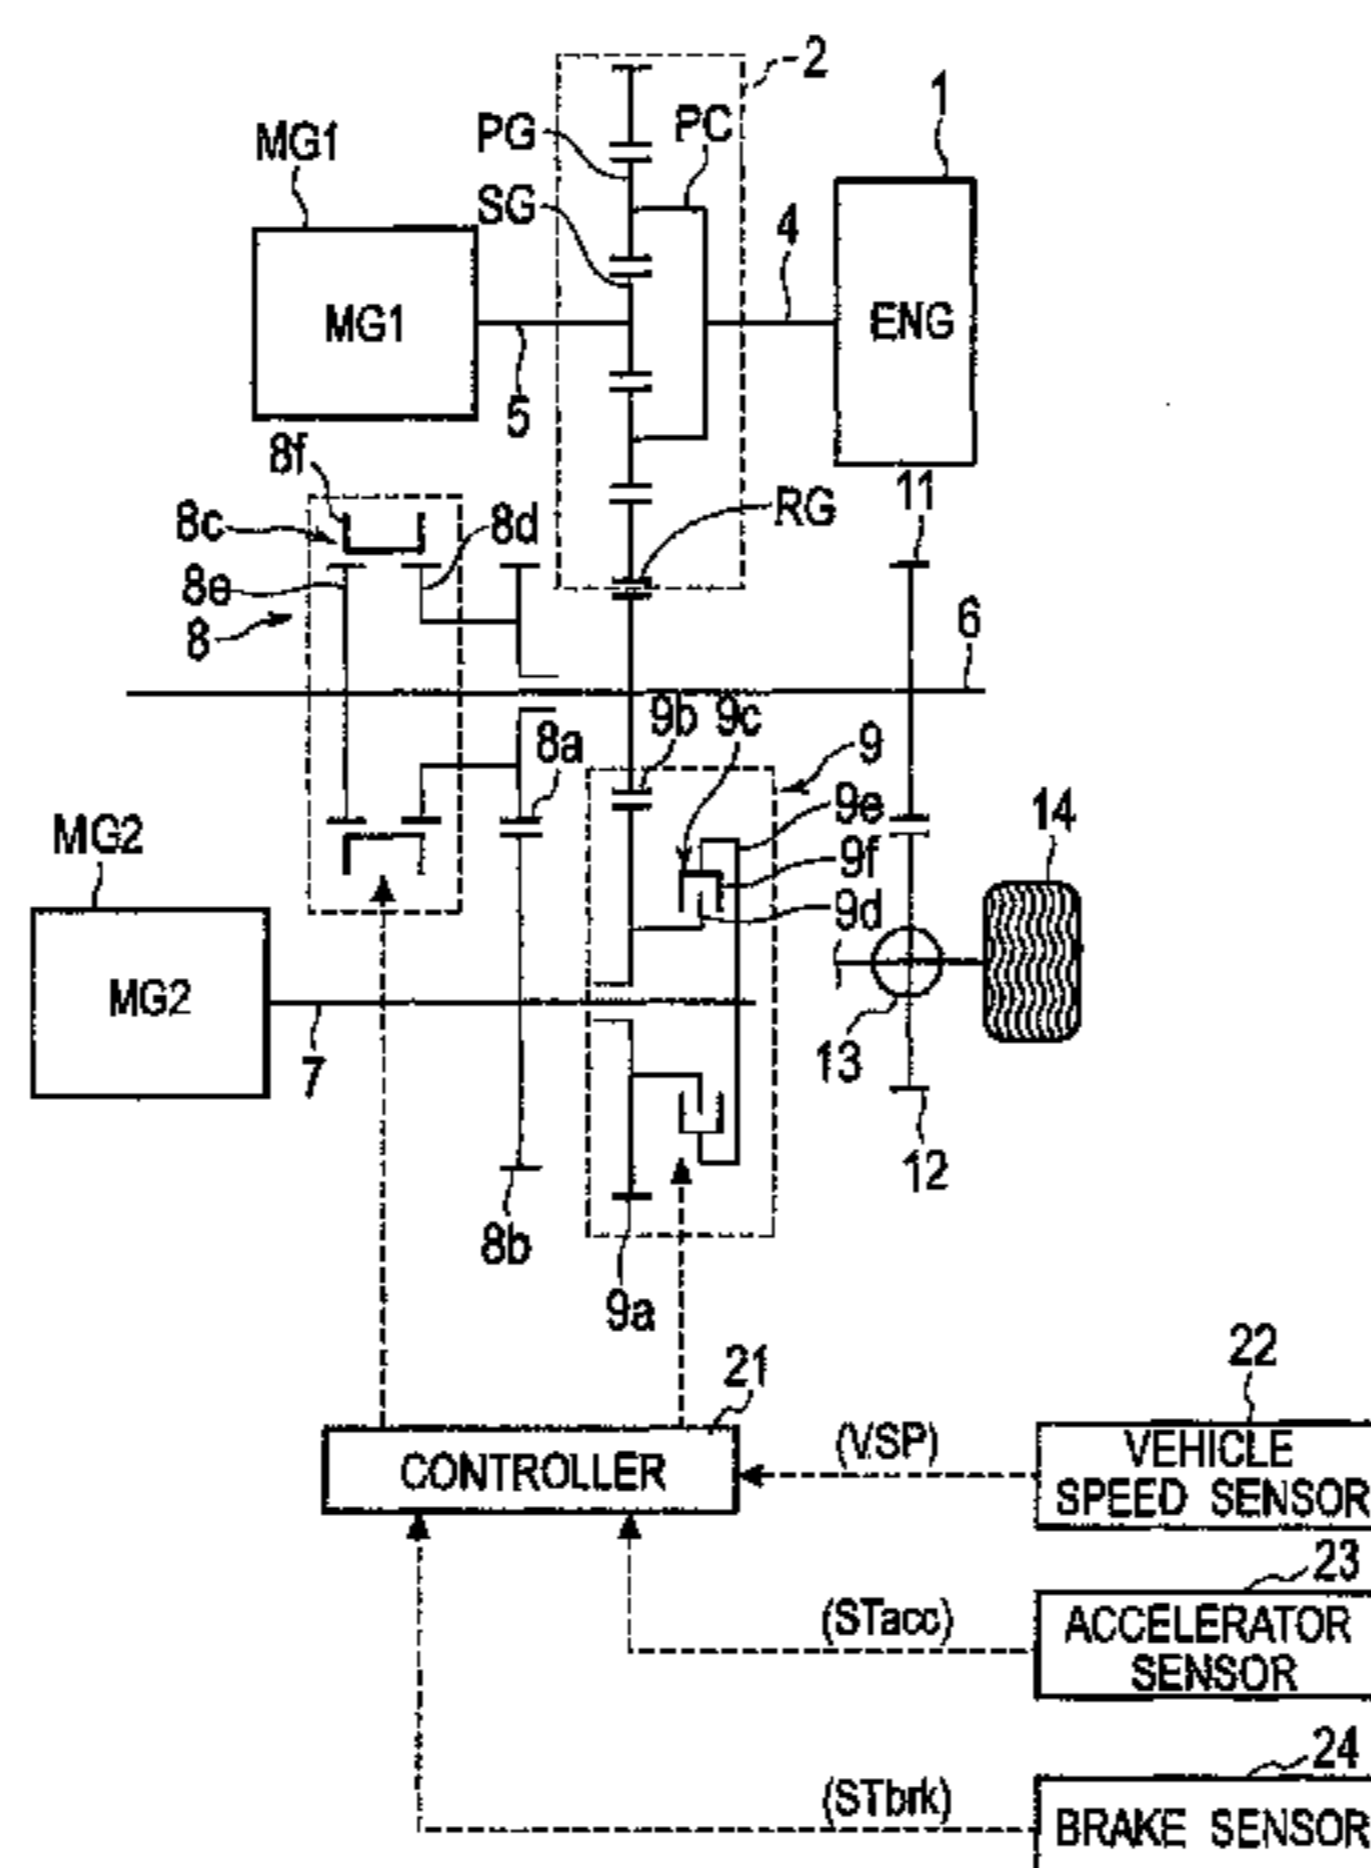 2
1
PG
PC
MG1
SG
4
MG1
ENG
5
8f
11
RG
8c
8d
8e
6
8
9b
9c
8a
9
9e
14
MG2
9f
9d
MG2
13
7
12
8b
9a
21
22
CONTROLLER
(VSP)
VEHICLE
SPEED SENSOR
23
(STacc)
ACCELERATOR
SENSOR
24
(STbrk)
BRAKE SENSOR